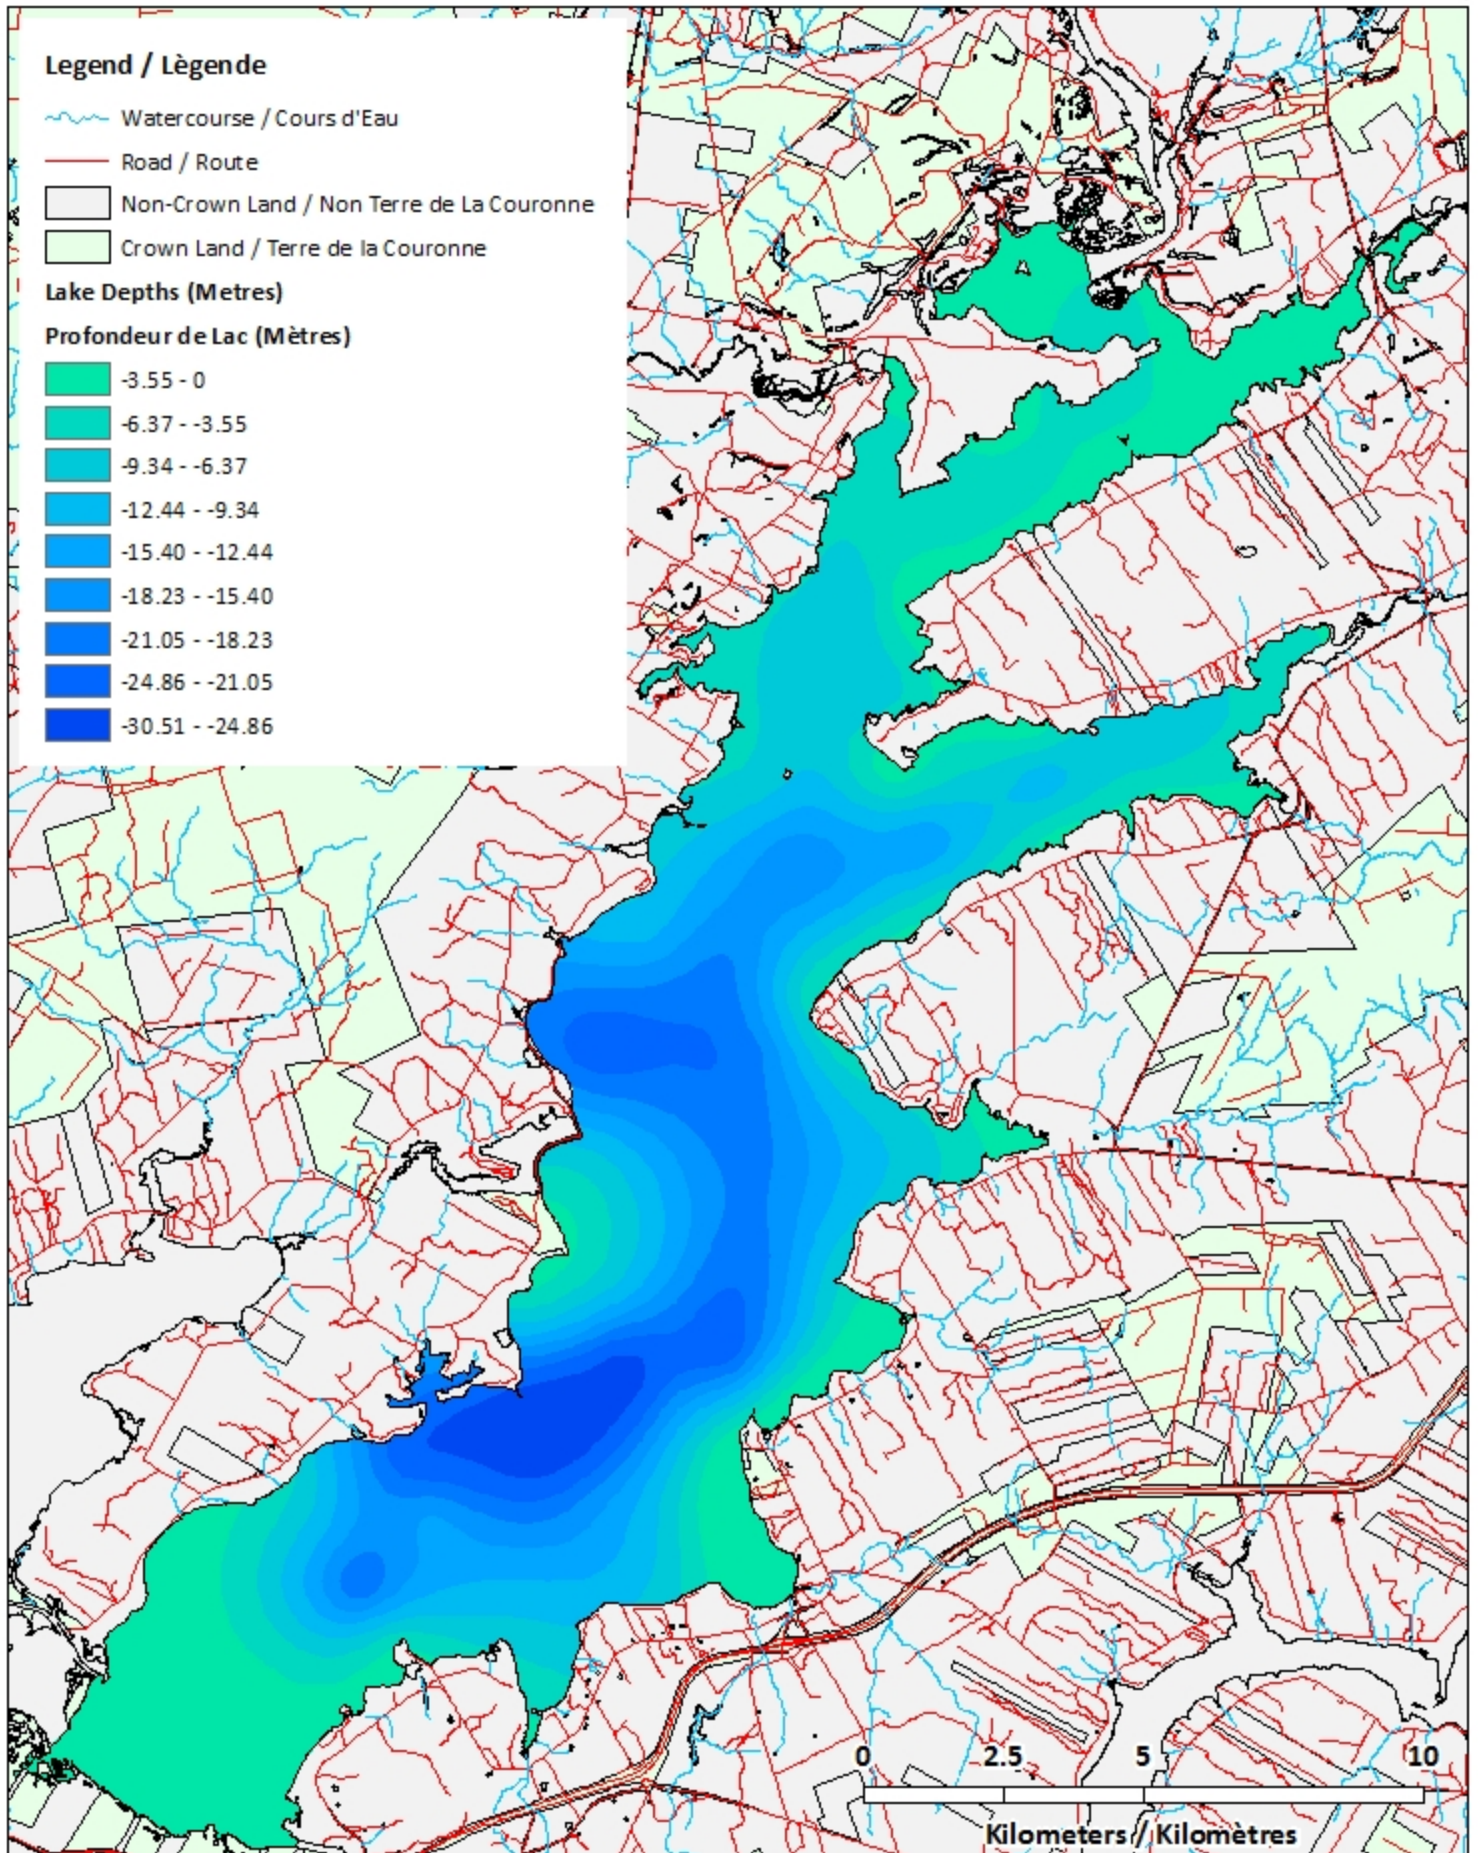 Legend / Lègende
Watercourse / Cours d'Eau
Road / Route
Non-Crown Land / Non Terre de La Couronne
Crown Land / Terre de la Couronne
Lake Depths (Metres)
Profondeur de Lac (Mètres)
-3.55 - 0
-6.37 - -3.55
-9.34 - -6.37
-12.44 - -9.34
-15.40 - -12.44
-18.23 - -15.40
-21.05 - -18.23
-24.86 - -21.05
-30.51 - -24.86
0 2.5 5 10
Kilometers / Kilomètres